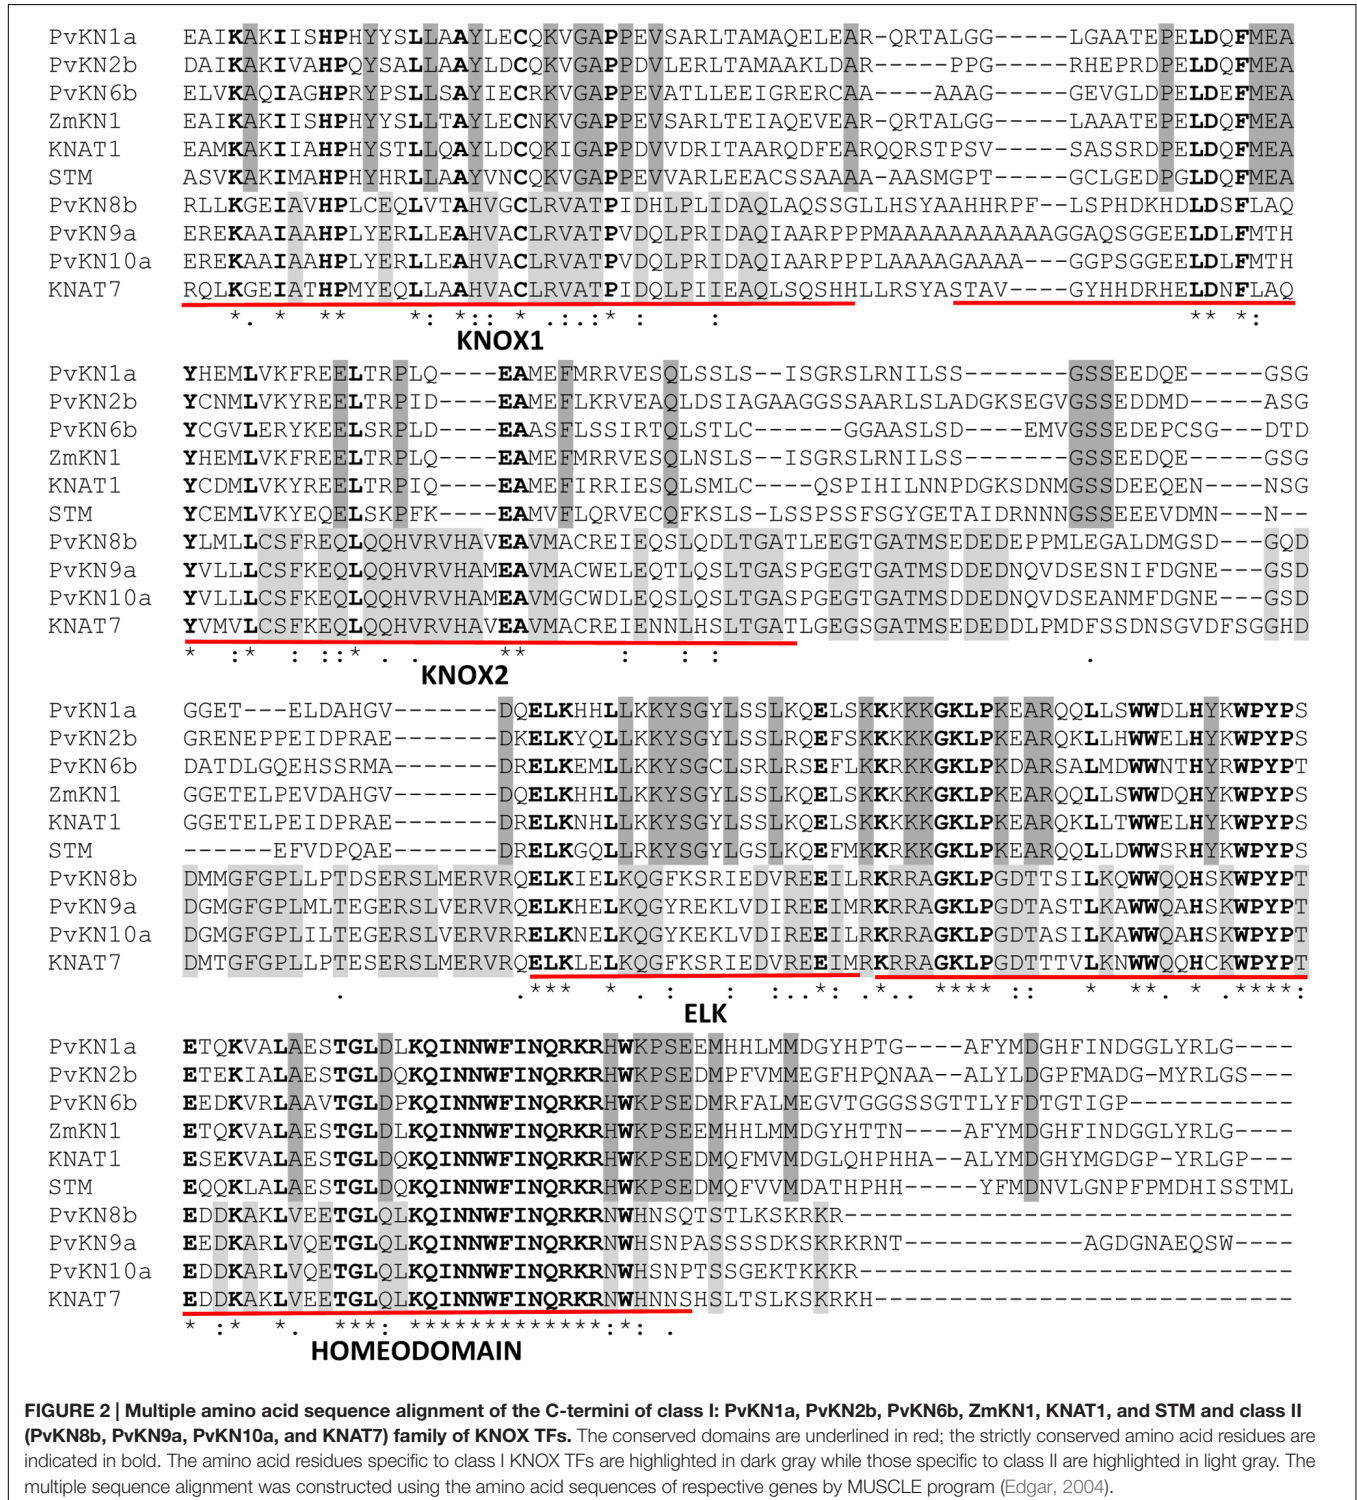 PvKN1a EAIKAKIISHPHYYSLLAAYLECQKVGAPPEVSARLTAMAQELEAR-QRTALGG-----LGAATEPELDQFMEA
PvKN2b DAIKAKIVAHPQYSALLAAYLDCQKVGAPPDVLERLTAMAAKLDAR-----PPG-----RHEPRDPELDQFMEA
PvKN6b ELVKAQIAGHPRYPSLLSAYIECRKVGAPPEVATLLEEIGRERCAA----AAAG-----GEVGLDPELDEFMEA
ZmKN1 EAIKAKIISHPHYYSLLTAYLECNKVGAPPEVSARLTEIAQEVEAR-QRTALGG-----LAAATEPELDQFMEA
KNAT1 EAMKAKIIAHPHYSTLLQAYLDCQKIGAPPDVVDRITAARQDFEARQQRSTPSV-----SASSRDPELDQFMEA
STM ASVKAKIMAHPHYHRLLAAYVNCQKVGAPPEVVARLEEACSSAAAA-AASMGPT-----GCLGEDPGLDQFMEA
PvKN8b RLLKGEIAVHPLCEQLVTAHVGCLRVATPIDHLPLIDAQLAQSSGLLHSYAAHHRPF--LSPHDKHDLDSFLAQ
PvKN9a EREKAAIAAHPLYERLLEAHVACLRVATPVDQLPRIDAQIAARPPPMAAAAAAAAAAAGGAQSGGEELDLFMTH
PvKN10a EREKAAIAAHPLYERLLEAHVACLRVATPVDQLPRIDAQIAARPPPLAAAAGAAAA---GGPSGGEELDLFMTH
KNAT7 RQLKGEIATHPMYEQLLAAHVACLRVATPIDQLPIIEAQLSQSHHLLRSYASTAV----GYHHDRHELDNFLAQ
*. * ** *: *:: * .:.:* : : ** *:
KNOX1
PvKN1a YHEMLVKFREELTRPLQ----EAMEFMRRVESQLSSLS--ISGRSLRNILSS-------GSSEEDQE-----GSG
PvKN2b YCNMLVKYREELTRPID----EAMEFLKRVEAQLDSIAGAAGGSSAARLSLADGKSEGVGSSEDDMD-----ASG
PvKN6b YCGVLERYKEELSRPLD----EAASFLSSIRTQLSTLC------GGAASLSD----EMVGSSEDEPCSG---DTD
ZmKN1 YHEMLVKFREELTRPLQ----EAMEFMRRVESQLNSLS--ISGRSLRNILSS-------GSSEEDQE-----GSG
KNAT1 YCDMLVKYREELTRPIQ----EAMEFIRRIESQLSMLC----QSPIHILNNPDGKSDNMGSSDEEQEN----NSG
STM YCEMLVKYEQELSKPFK----EAMVFLQRVECQFKSLS-LSSPSSFSGYGETAIDRNNNGSSEEEVDMN---N--
PvKN8b YLMLLCSFREQLQQHVRVHAVEAVMACREIEQSLQDLTGATLEEGTGATMSEDEDEPPMLEGALDMGSD---GQD
PvKN9a YVLLLCSFKEQLQQHVRVHAMEAVMACWELEQTLQSLTGASPGEGTGATMSDDEDNQVDSESNIFDGNE---GSD
PvKN10a YVLLLCSFKEQLQQHVRVHAMEAVMGCWDLEQSLQSLTGASPGEGTGATMSDDEDNQVDSEANMFDGNE---GSD
KNAT7 YVMVLCSFKEQLQQHVRVHAVEAVMACREIENNLHSLTGATLGEGSGATMSEDEDDLPMDFSSDNSGVDFSGGHD
* :* : ::* . . ** : : : .
KNOX2
PvKN1a GGET---ELDAHGV-------DQELKHHLLKKYSGYLSSLKQELSKKKKKGKLPKEARQQLLSWWDLHYKWPYPS
PvKN2b GRENEPPEIDPRAE-------DKELKYQLLKKYSGYLSSLRQEFSKKKKKGKLPKEARQKLLHWWELHYKWPYPS
PvKN6b DATDLGQEHSSRMA-------DRELKEMLLKKYSGCLSRLRSEFLKKRKKGKLPKDARSALMDWWNTHYRWPYPT
ZmKN1 GGETELPEVDAHGV-------DQELKHHLLKKYSGYLSSLKQELSKKKKKGKLPKEARQQLLSWWDQHYKWPYPS
KNAT1 GGETELPEIDPRAE-------DRELKNHLLKKYSGYLSSLKQELSKKKKKGKLPKEARQKLLTWWELHYKWPYPS
STM ------EFVDPQAE-------DRELKGQLLRKYSGYLGSLKQEFMKKRKKGKLPKEARQQLLDWWSRHYKWPYPS
PvKN8b DMMGFGPLLPTDSERSLMERVRQELKIELKQGFKSRIEDVREEILRKRRAGKLPGDTTSILKQWWQQHSKWPYPT
PvKN9a DGMGFGPLMLTEGERSLVERVRQELKHELKQGYREKLVDIREEIMRKRRAGKLPGDTASTLKAWWQAHSKWPYPT
PvKN10a DGMGFGPLILTEGERSLVERVRRELKNELKQGYKEKLVDIREEILRKRRAGKLPGDTASILKAWWQAHSKWPYPT
KNAT7 DMTGFGPLLPTESERSLMERVRQELKLELKQGFKSRIEDVREEIMRKRRAGKLPGDTTTVLKNWWQQHCKWPYPT
. .*** * . : : :..*: .*.. **** :: * **. * .****:
ELK
PvKN1a ETQKVALAESTGLDLKQINNWFINQRKRHWKPSEEMHHLMMDGYHPTG----AFYMDGHFINDGGLYRLG----
PvKN2b ETEKIALAESTGLDQKQINNWFINQRKRHWKPSEDMPFVMMEGFHPQNAA--ALYLDGPFMADG-MYRLGS---
PvKN6b EEDKVRLAAVTGLDPKQINNWFINQRKRHWKPSEDMRFALMEGVTGGGSSGTTLYFDTGTIGP-----------
ZmKN1 ETQKVALAESTGLDLKQINNWFINQRKRHWKPSEEMHHLMMDGYHTTN----AFYMDGHFINDGGLYRLG----
KNAT1 ESEKVALAESTGLDQKQINNWFINQRKRHWKPSEDMQFMVMDGLQHPHHA--ALYMDGHYMGDGP-YRLGP---
STM EQQKLALAESTGLDQKQINNWFINQRKRHWKPSEDMQFVVMDATHPHH-----YFMDNVLGNPFPMDHISSTML
PvKN8b EDDKAKLVEETGLQLKQINNWFINQRKRNWHNSQTSTLKSKRKR------------------------------
PvKN9a EEDKARLVQETGLQLKQINNWFINQRKRNWHSNPASSSSDKSKRKRNT------------AGDGNAEQSW----
PvKN10a EDDKARLVQETGLQLKQINNWFINQRKRNWHSNPTSSGEKTKKKR-----------------------------
KNAT7 EDDKAKLVEETGLQLKQINNWFINQRKRNWHNNSHSLTSLKSKRKH----------------------------
* :* *. ***: *************:*: .
HOMEODOMAIN
FIGURE 2 | Multiple amino acid sequence alignment of the C-termini of class I: PvKN1a, PvKN2b, PvKN6b, ZmKN1, KNAT1, and STM and class II
(PvKN8b, PvKN9a, PvKN10a, and KNAT7) family of KNOX TFs. The conserved domains are underlined in red; the strictly conserved amino acid residues are
indicated in bold. The amino acid residues specific to class I KNOX TFs are highlighted in dark gray while those specific to class II are highlighted in light gray. The
multiple sequence alignment was constructed using the amino acid sequences of respective genes by MUSCLE program (Edgar, 2004).